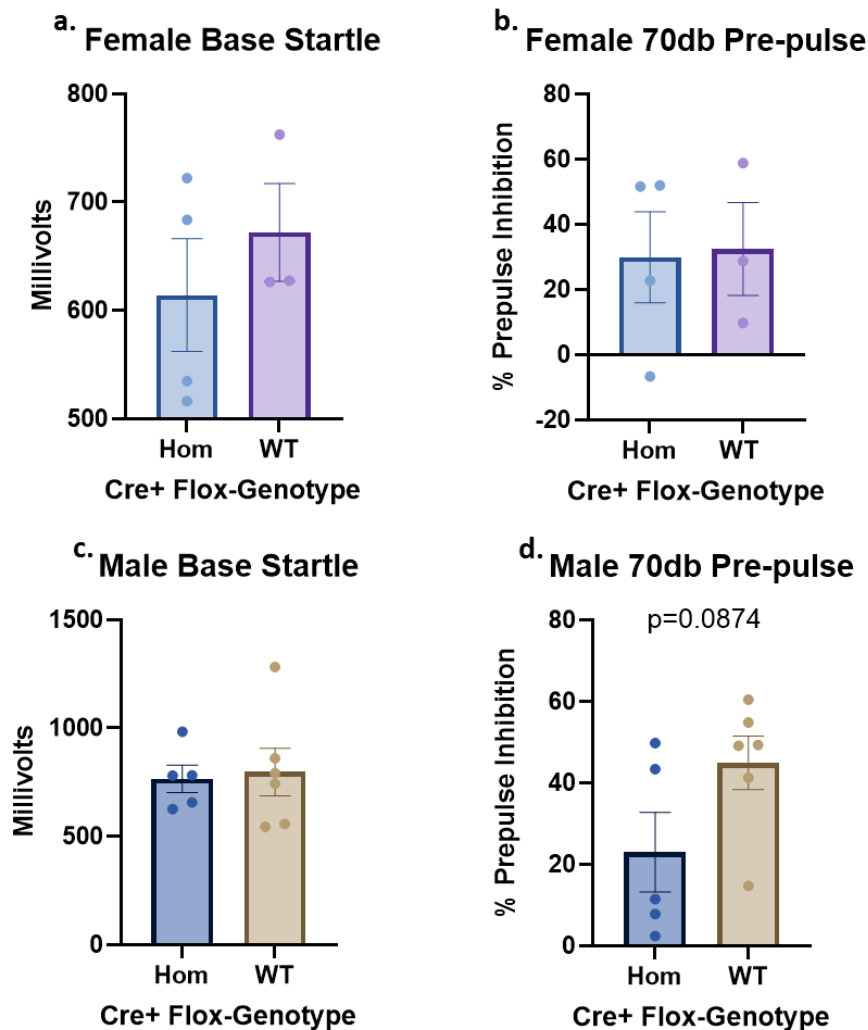 a.
Female Base Startle
800
700
600
500
Millivolts
Hom WT
Cre+ Flox-Genotype
b.
Female 70db Pre-pulse
80
60
40
20
0
-20
% Prepulse Inhibition
Hom WT
Cre+ Flox-Genotype
c.
Male Base Startle
1500
1000
500
0
Millivolts
Hom WT
Cre+ Flox-Genotype
d.
Male 70db Pre-pulse
p=0.0874
80
60
40
20
0
% Prepulse Inhibition
Hom WT
Cre+ Flox-Genotype